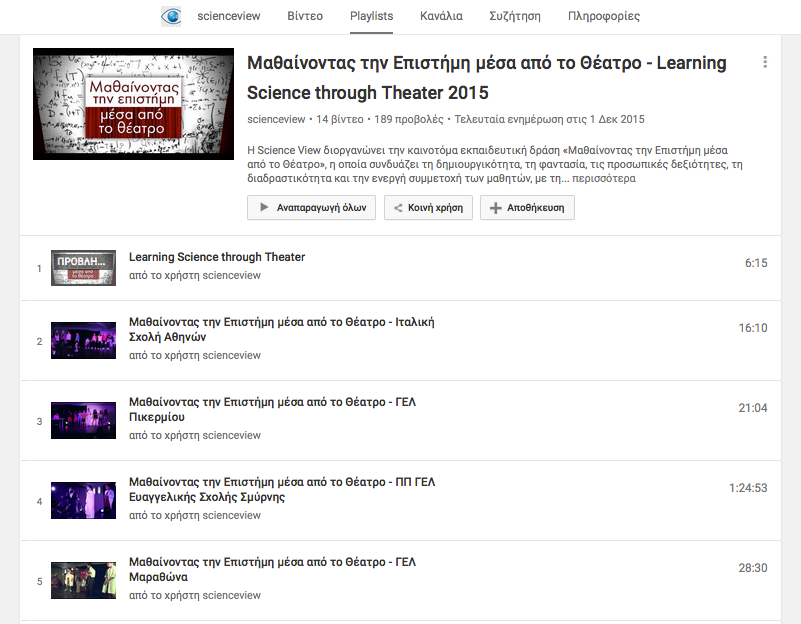 scienceview Βίντεο Playlists Κανάλια Συζήτηση Πληροφορίες
Μαθαίνοντας
την επιστήμη
μέσα από
το θέατρο
Μαθαίνοντας την Επιστήμη μέσα από το Θέατρο - Learning
Science through Theater 2015
scienceview • 14 βίντεο • 189 προβολές • Τελευταία ενημέρωση στις 1 Δεκ 2015
Η Science View διοργανώνει την καινοτόμα εκπαιδευτική δράση «Μαθαίνοντας την Επιστήμη μέσα
από το Θέατρο», η οποία συνδυάζει τη δημιουργικότητα, τη φαντασία, τις προσωπικές δεξιότητες, τη
διαδραστικότητα και την ενεργή συμμετοχή των μαθητών, με τη... περισσότερα
Αναπαραγωγή όλων Κοινή χρήση Αποθήκευση
1 ΠΡΟΒΛΗ... Learning Science through Theater 6:15
μέσα από
το θέατρο
από το χρήστη scienceview
2 Μαθαίνοντας την Επιστήμη μέσα από το Θέατρο - Ιταλική 16:10
Σχολή Αθηνών
από το χρήστη scienceview
3 Μαθαίνοντας την Επιστήμη μέσα από το Θέατρο - ΓΕΛ 21:04
Πικερμίου
από το χρήστη scienceview
4 Μαθαίνοντας την Επιστήμη μέσα από το Θέατρο - ΠΠ ΓΕΛ 1:24:53
Ευαγγελικής Σχολής Σμύρνης
από το χρήστη scienceview
5 Μαθαίνοντας την Επιστήμη μέσα από το Θέατρο - ΓΕΛ 28:30
Μαραθώνα
από το χρήστη scienceview